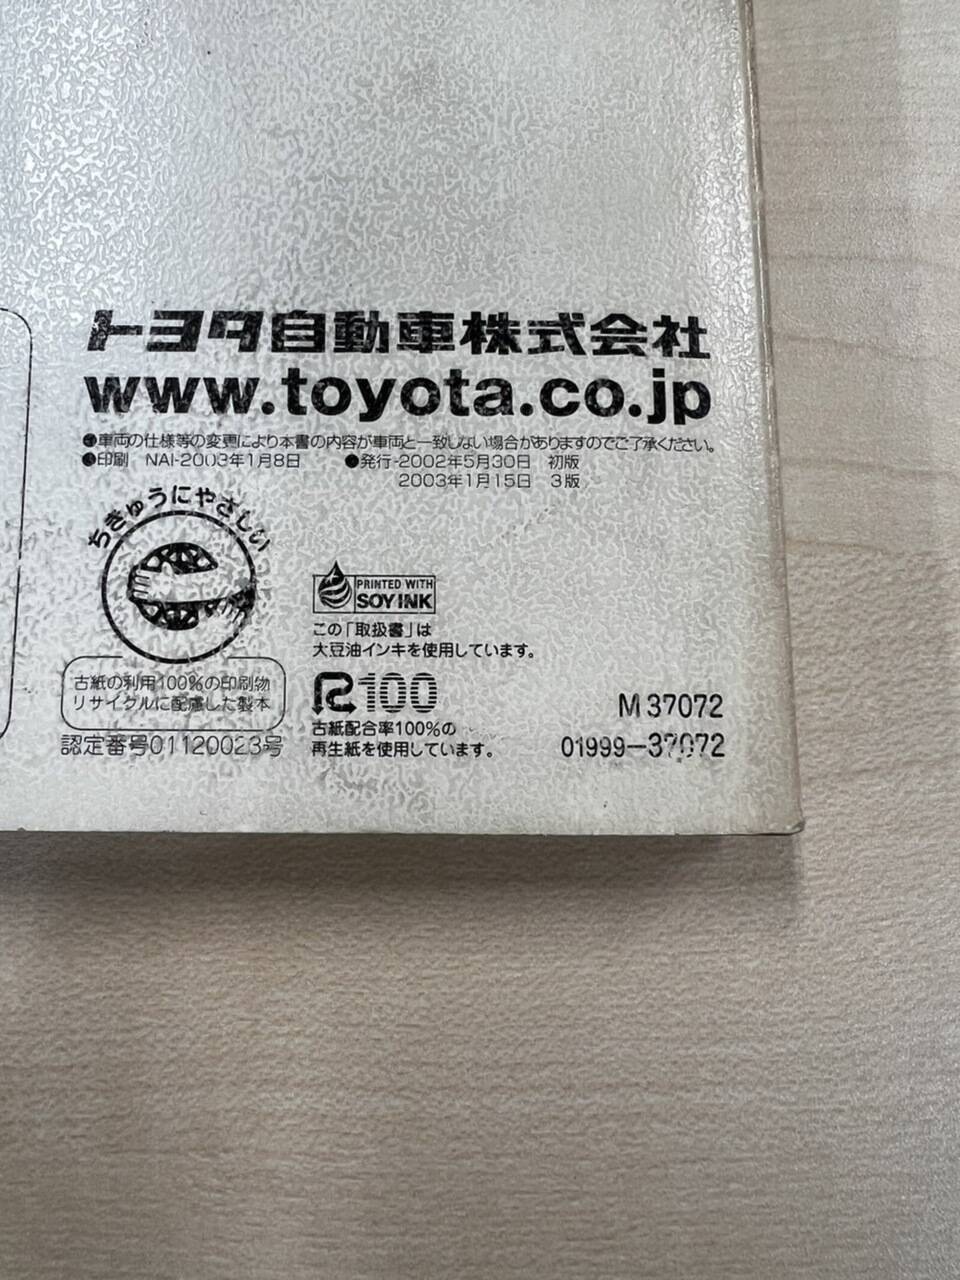 トヨタ自動車株式会社
www.toyota.co.jp
●車両の仕様等の変更により本書の内容が車両と一致しない場合がありますのでご了承ください。
●印刷 NAI-2003年1月8日 ●発行-2002年5月30日 初版
2003年1月15日 3版
ちきゅうにやさしい
古紙の利用100%の印刷物
リサイクルに配慮した製本
認定番号01120023号
PRINTED WITH
SOY INK
この「取扱書」は
大豆油インキを使用しています。
R100
古紙配合率100%の
再生紙を使用しています。
M 37072
01999-37072